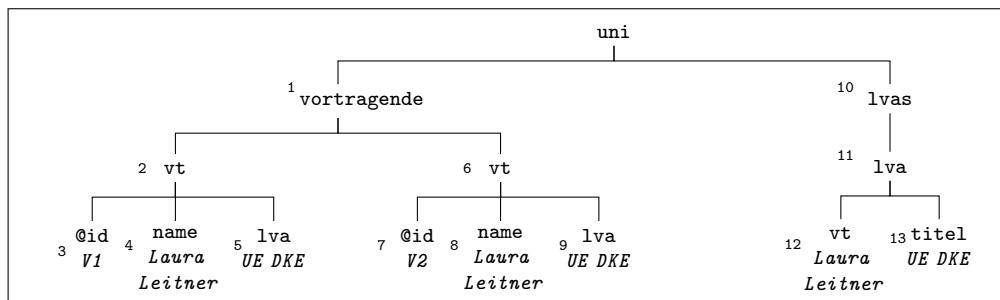 uni
1 vortragende 10 lvas
2 vt 6 vt 11 lva
3 @id 4 name 5 lva 7 @id 8 name 9 lva 12 vt 13 titel
V1 Laura UE DKE V2 Laura UE DKE Laura UE DKE
Leitner Leitner Leitner